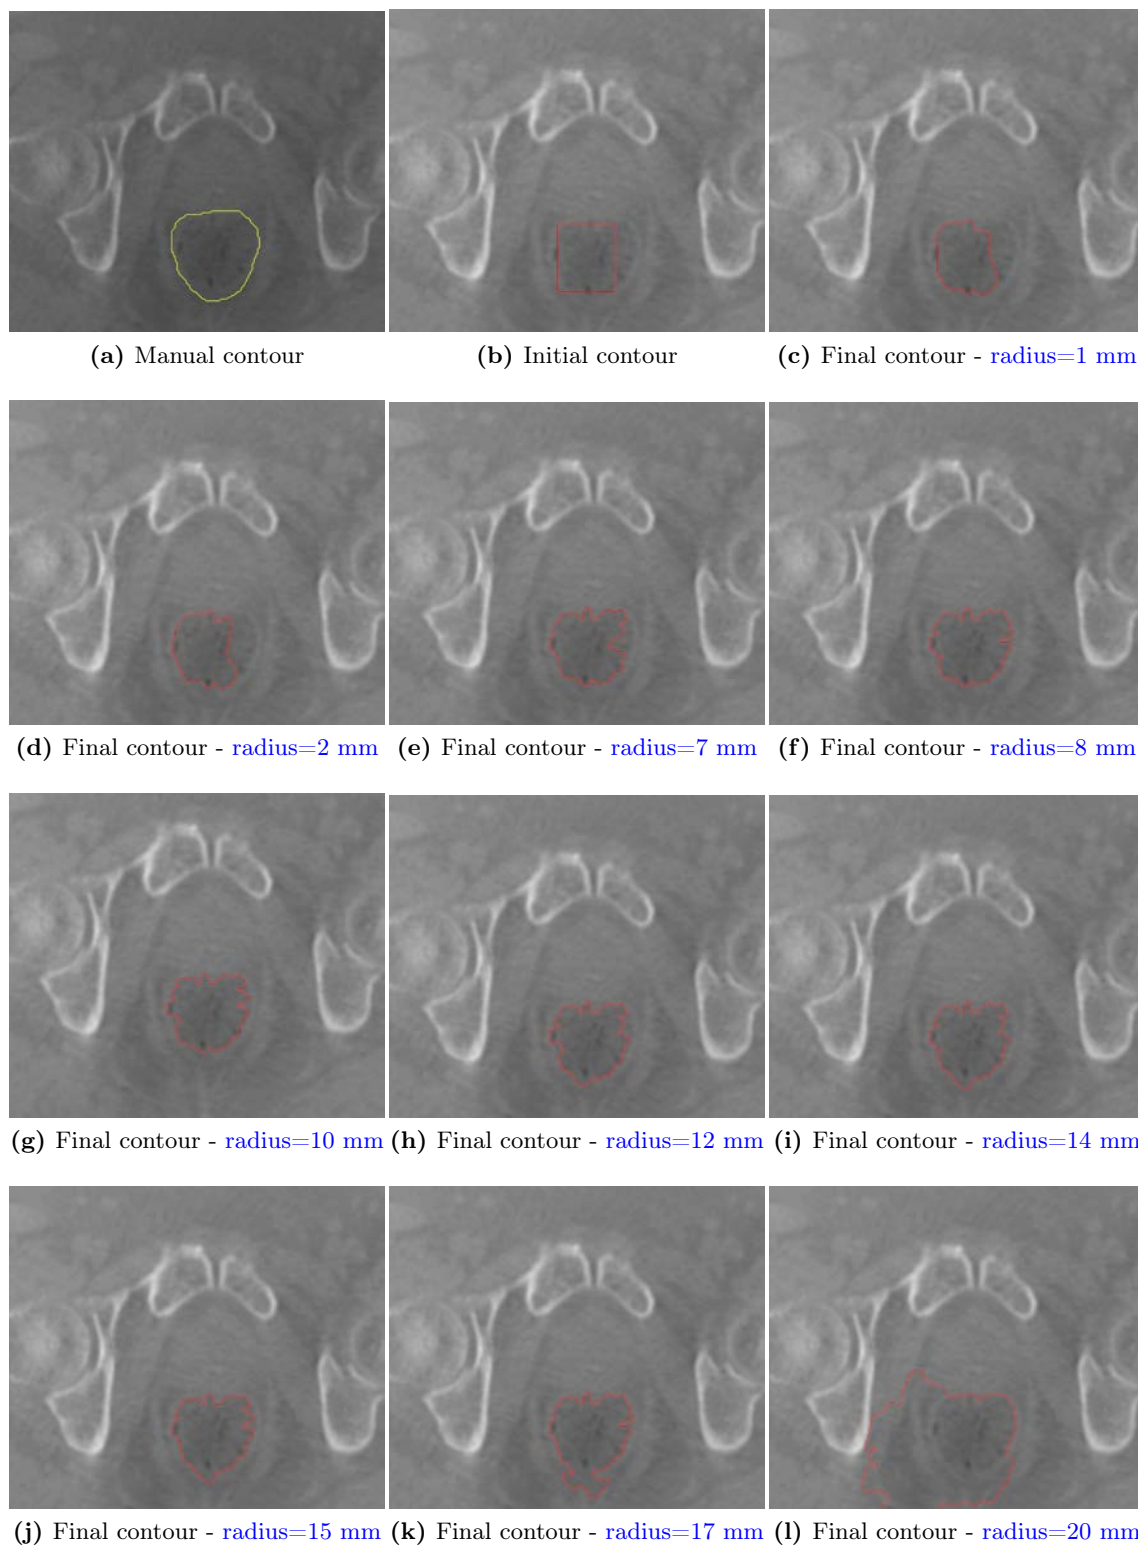 (a) Manual contour
(b) Initial contour
(c) Final contour - radius=1 mm
(d) Final contour - radius=2 mm
(e) Final contour - radius=7 mm
(f) Final contour - radius=8 mm
(g) Final contour - radius=10 mm
(h) Final contour - radius=12 mm
(i) Final contour - radius=14 mm
(j) Final contour - radius=15 mm
(k) Final contour - radius=17 mm
(l) Final contour - radius=20 mm